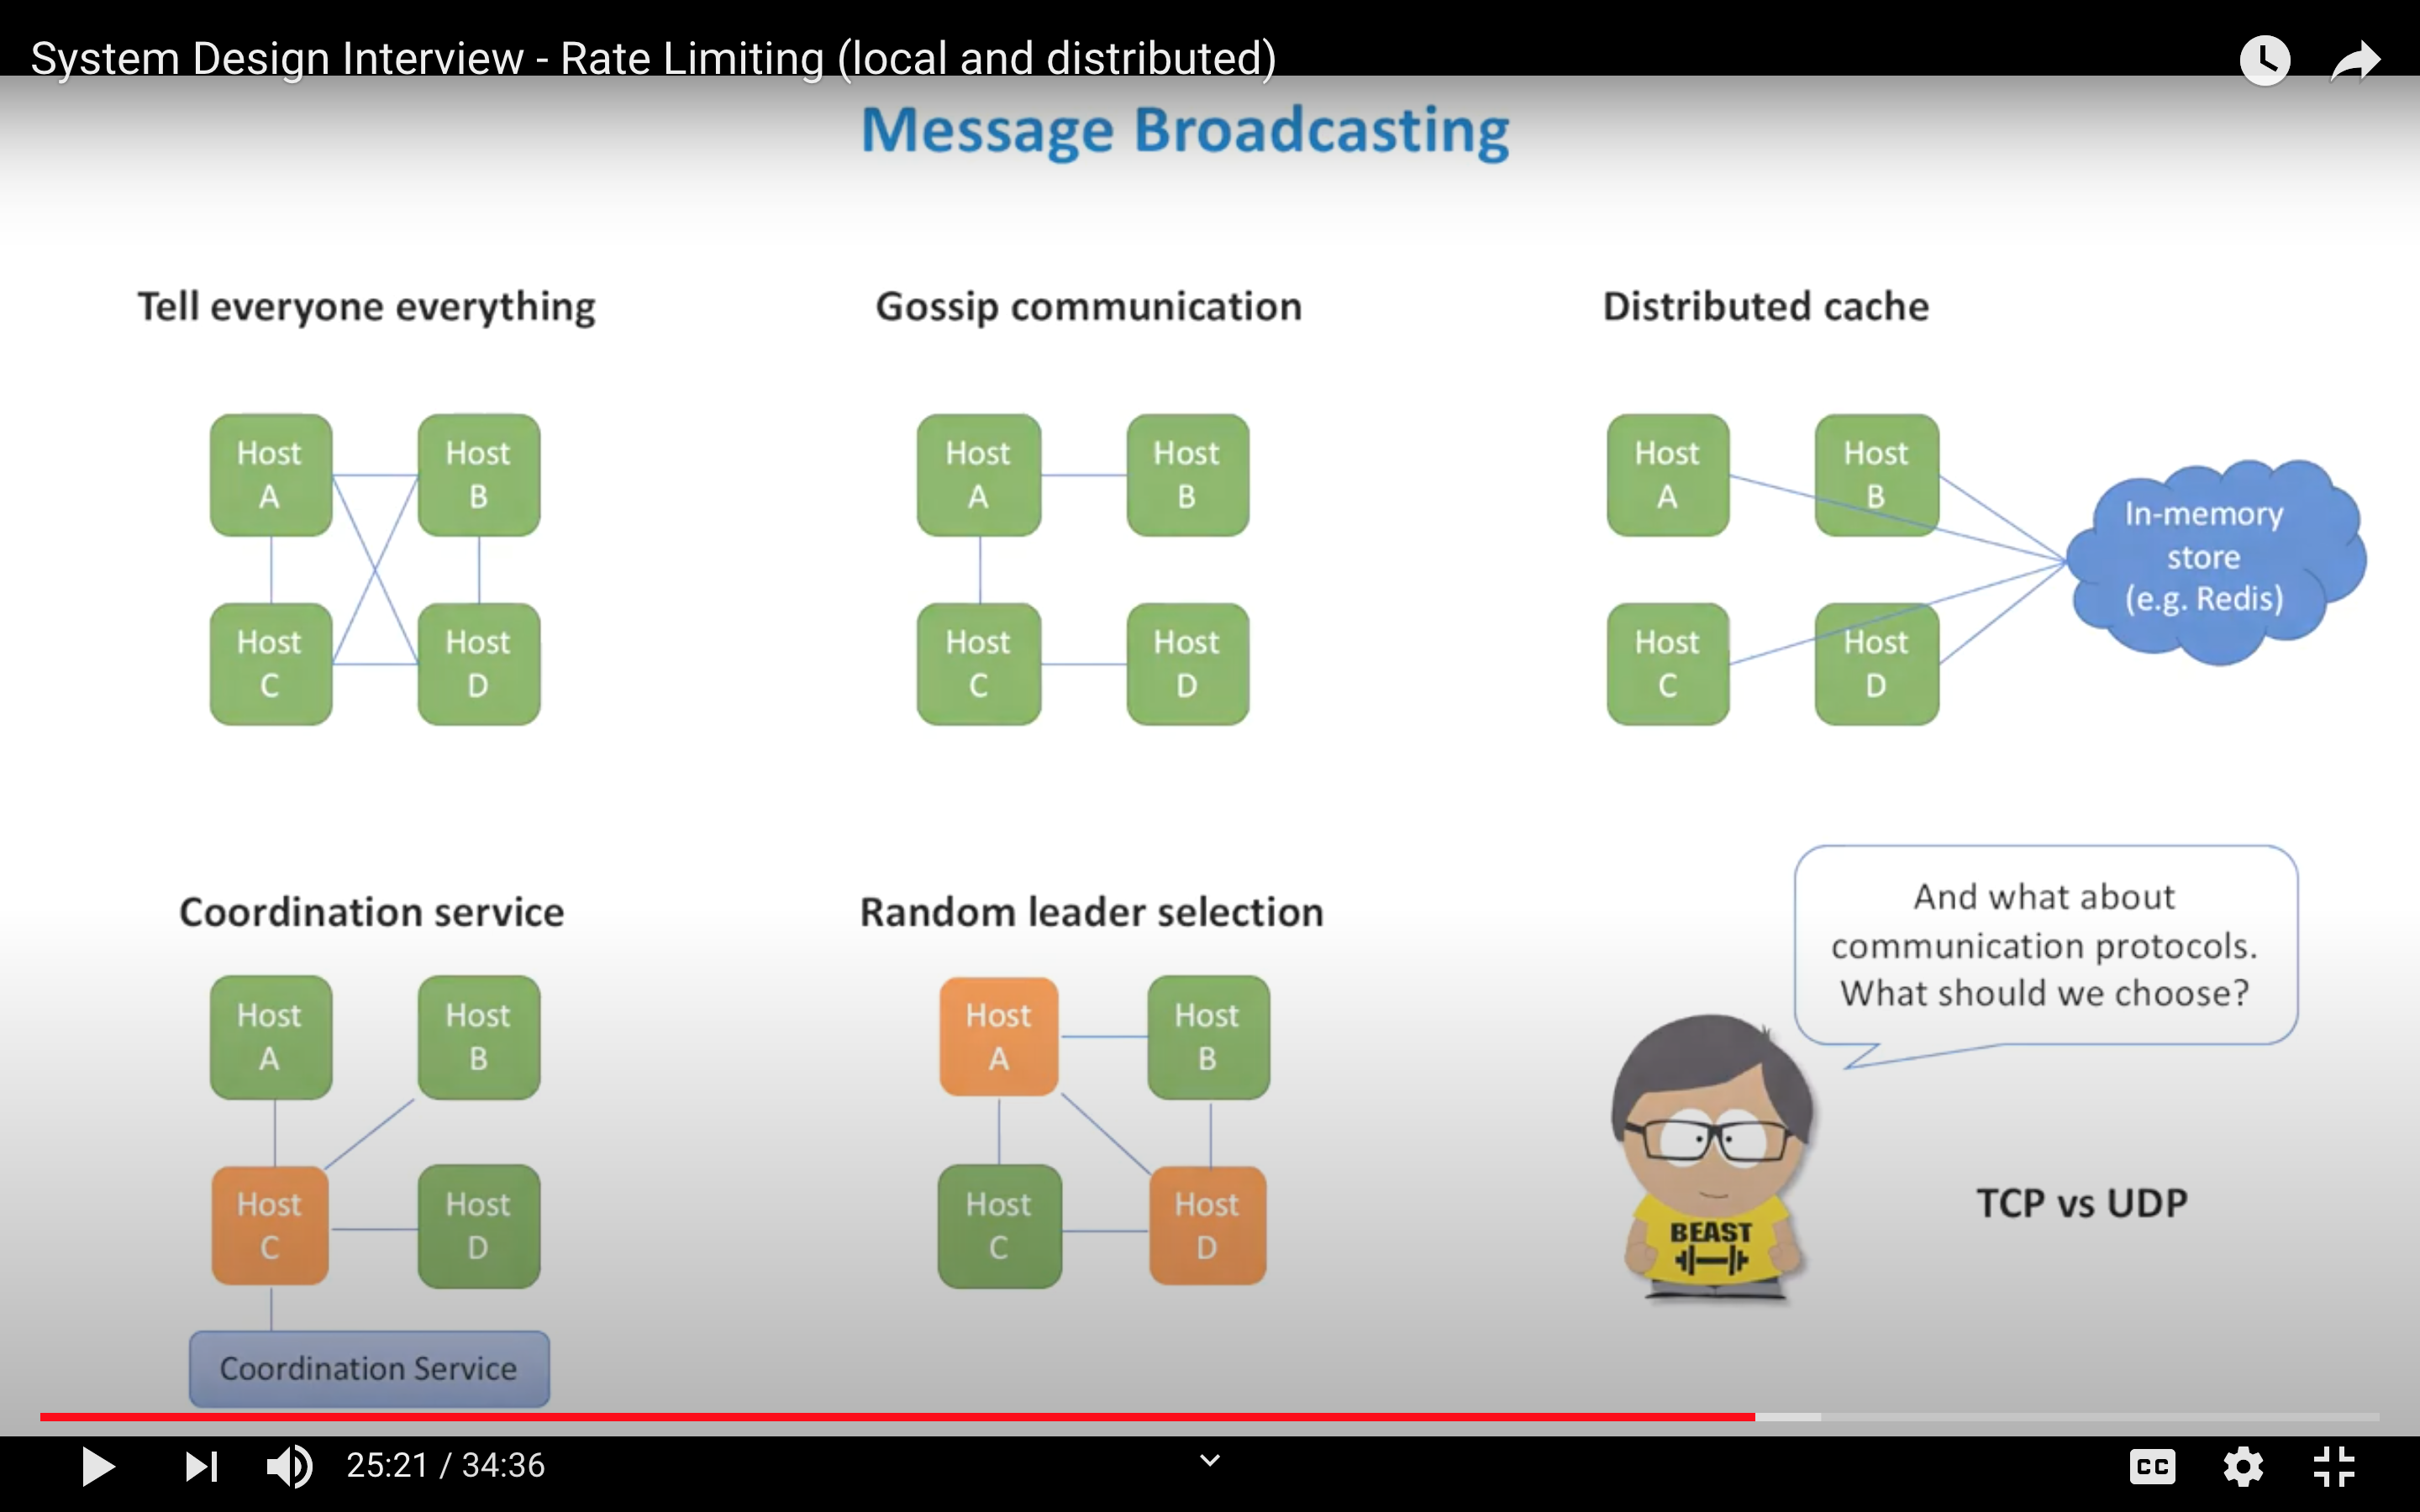 System Design Interview - Rate Limiting (local and distributed)
Message Broadcasting
Tell everyone everything
Host
A
Host
B
Host
C
Host
D
Gossip communication
Host
A
Host
B
Host
C
Host
D
Distributed cache
Host
A
Host
B
Host
C
Host
D
In-memory
store
(e.g. Redis)
Coordination service
Host
A
Host
B
Host
C
Host
D
Coordination Service
Random leader selection
Host
A
Host
B
Host
C
Host
D
And what about
communication protocols.
What should we choose?
BEAST
TCP vs UDP
25:21 / 34:36
CC